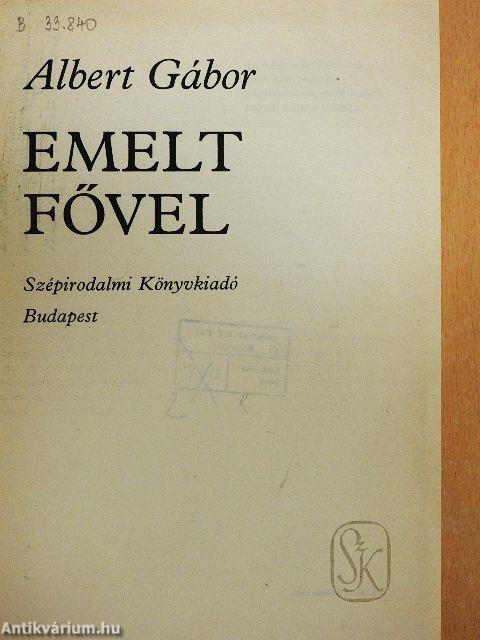 B 33.840
Albert Gábor
EMELT
FŐVEL
Szépirodalmi Könyvkiadó
Budapest
SzK
Antikvárium.hu